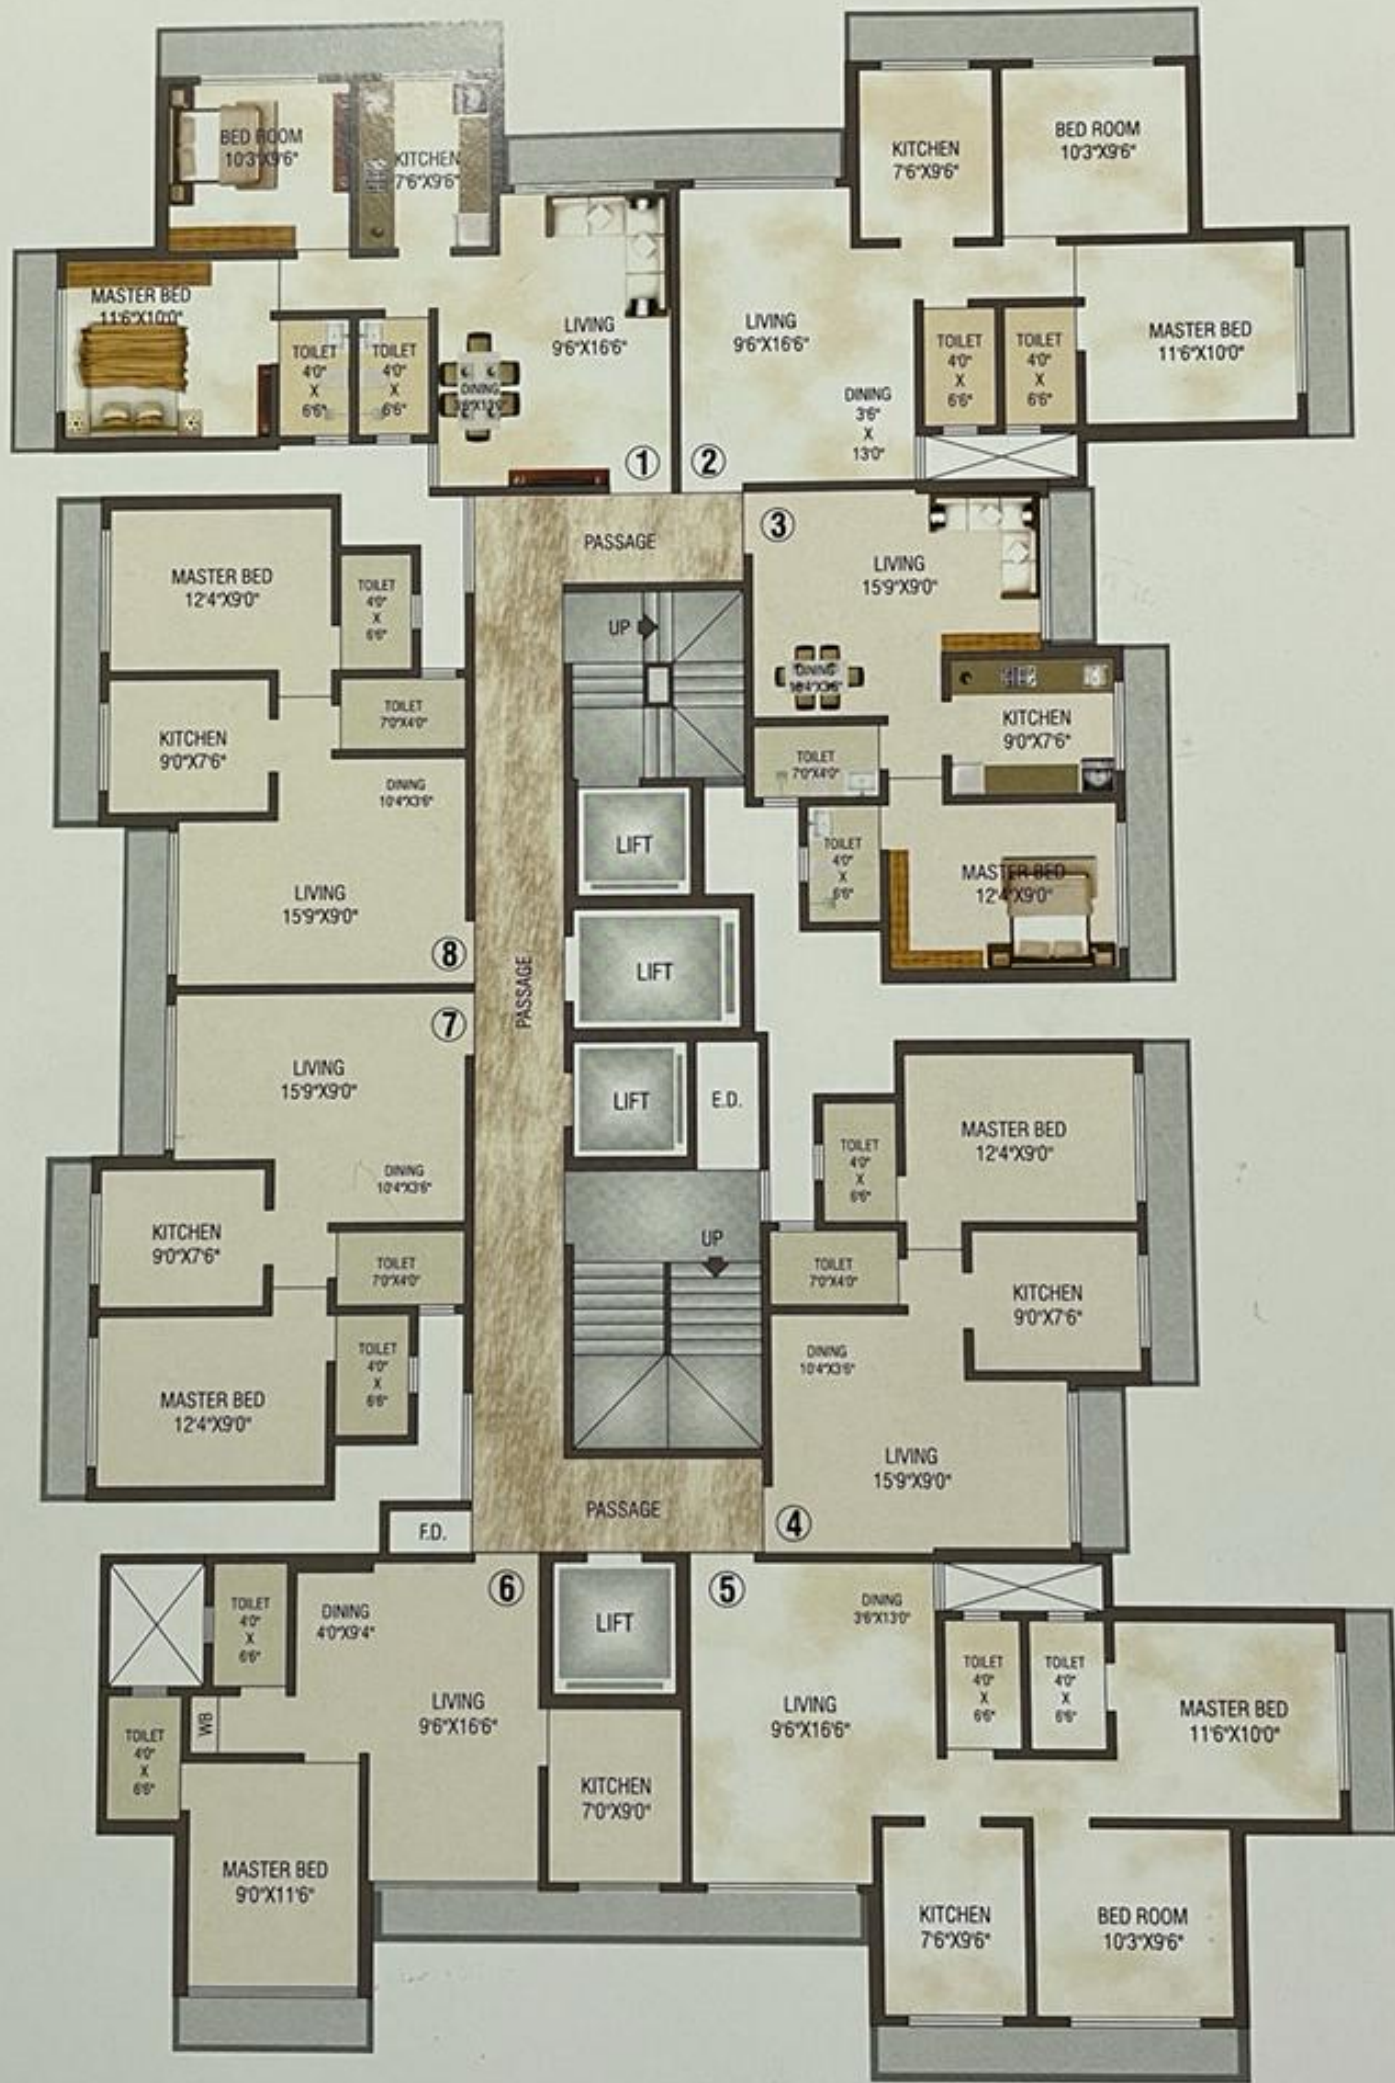 BED ROOM
10'3"X9'6"
KITCHEN
7'6"X9'6"
MASTER BED
11'6"X10'0"
TOILET
4'0"
X
6'6"
TOILET
4'0"
X
6'6"
LIVING
9'6"X16'6"
DINING
1
KITCHEN
7'6"X9'6"
BED ROOM
10'3"X9'6"
LIVING
9'6"X16'6"
MASTER BED
11'6"X10'0"
TOILET
4'0"
X
6'6"
TOILET
4'0"
X
6'6"
DINING
3'6"
X
13'0"
2
PASSAGE
3
LIVING
15'9"X9'0"
DINING
KITCHEN
9'0"X7'6"
TOILET
7'0"X4'0"
TOILET
4'0"
X
6'6"
MASTER BED
12'4"X9'0"
MASTER BED
12'4"X9'0"
TOILET
4'0"
X
6'6"
KITCHEN
9'0"X7'6"
TOILET
7'0"X4'0"
DINING
10'4"X3'6"
LIVING
15'9"X9'0"
8
UP
LIFT
LIFT
LIFT
E.D.
PASSAGE
7
LIVING
15'9"X9'0"
DINING
10'4"X3'6"
KITCHEN
9'0"X7'6"
TOILET
7'0"X4'0"
TOILET
4'0"
X
6'6"
MASTER BED
12'4"X9'0"
UP
MASTER BED
12'4"X9'0"
TOILET
4'0"
X
6'6"
TOILET
7'0"X4'0"
KITCHEN
9'0"X7'6"
DINING
10'4"X3'6"
LIVING
15'9"X9'0"
4
PASSAGE
F.D.
6
TOILET
4'0"
X
6'6"
DINING
4'0"X9'4"
LIVING
9'6"X16'6"
WB
TOILET
4'0"
X
6'6"
MASTER BED
9'0"X11'6"
KITCHEN
7'0"X9'0"
LIFT
5
DINING
3'6"X13'0"
LIVING
9'6"X16'6"
TOILET
4'0"
X
6'6"
TOILET
4'0"
X
6'6"
MASTER BED
11'6"X10'0"
KITCHEN
7'6"X9'6"
BED ROOM
10'3"X9'6"